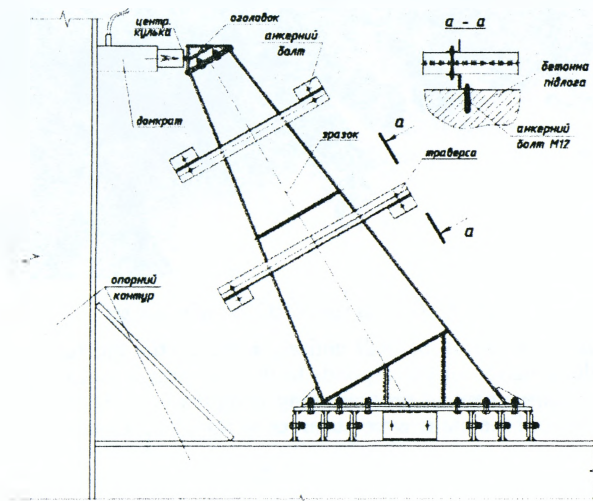 центр.
кулька
оголовок
анкерний
болт
а - а
бетонна
підлога
анкерний
болт М12
домкрат
зразок
а
траверса
а
опорний
контур